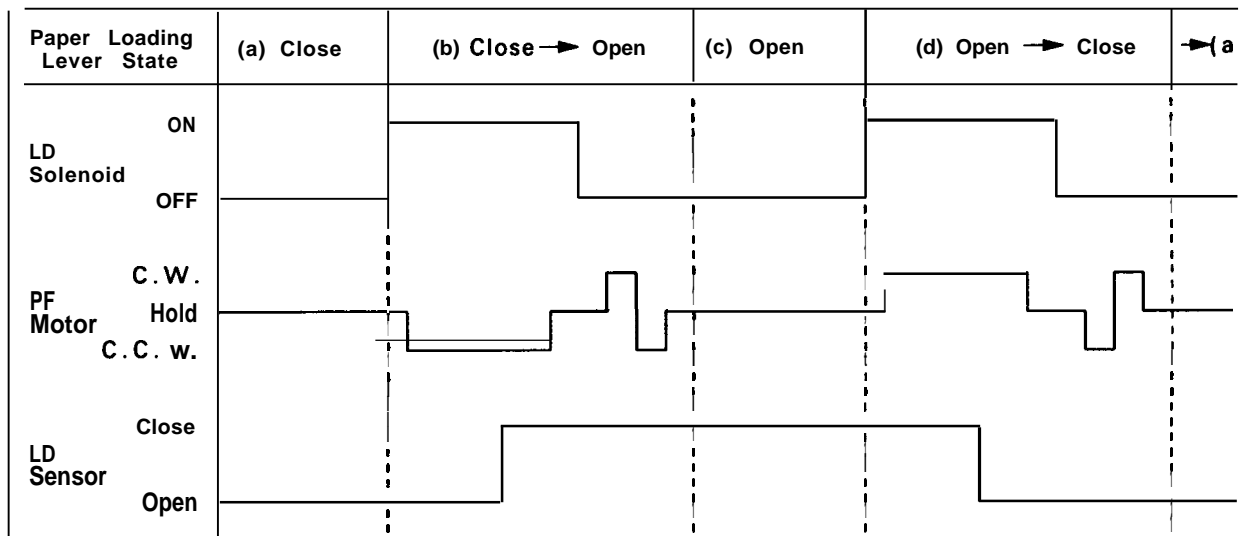 Paper Loading
Lever State
(a) Close
(b) Close → Open
(c) Open
(d) Open → Close
→(a
LD
Solenoid
ON
OFF
PF
Motor
C.W.
Hold
C.C.w.
LD
Sensor
Close
Open